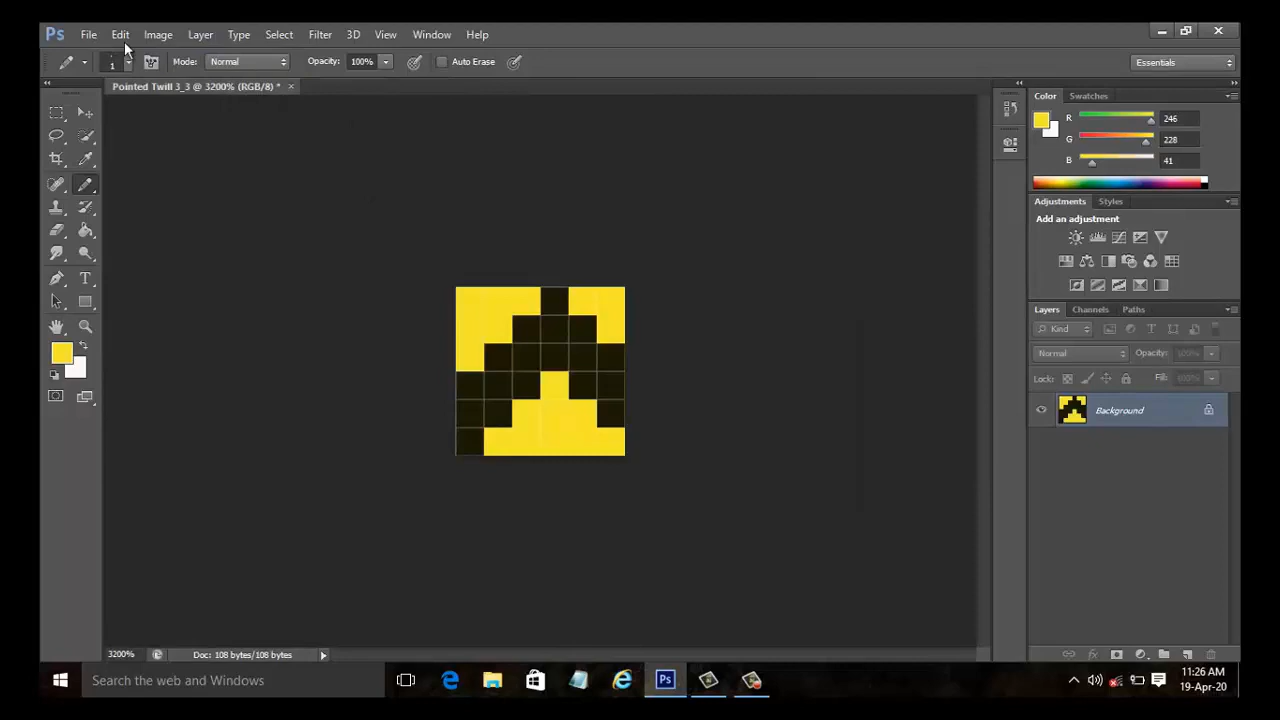 Ps File Edit Image Layer Type Select Filter 3D View Window Help
1 Mode: Normal Opacity: 100% Auto Erase Essentials
Pointed Twill 3_3 @ 3200% (RGB/8) * ×
Color Swatches
R 246
G 228
B 41
Adjustments Styles
Add an adjustment
Layers Channels Paths
Kind
Normal Opacity: 100%
Lock: Fill: 100%
Background
3200% Doc: 108 bytes/108 bytes
Search the web and Windows
11:26 AM
19-Apr-20